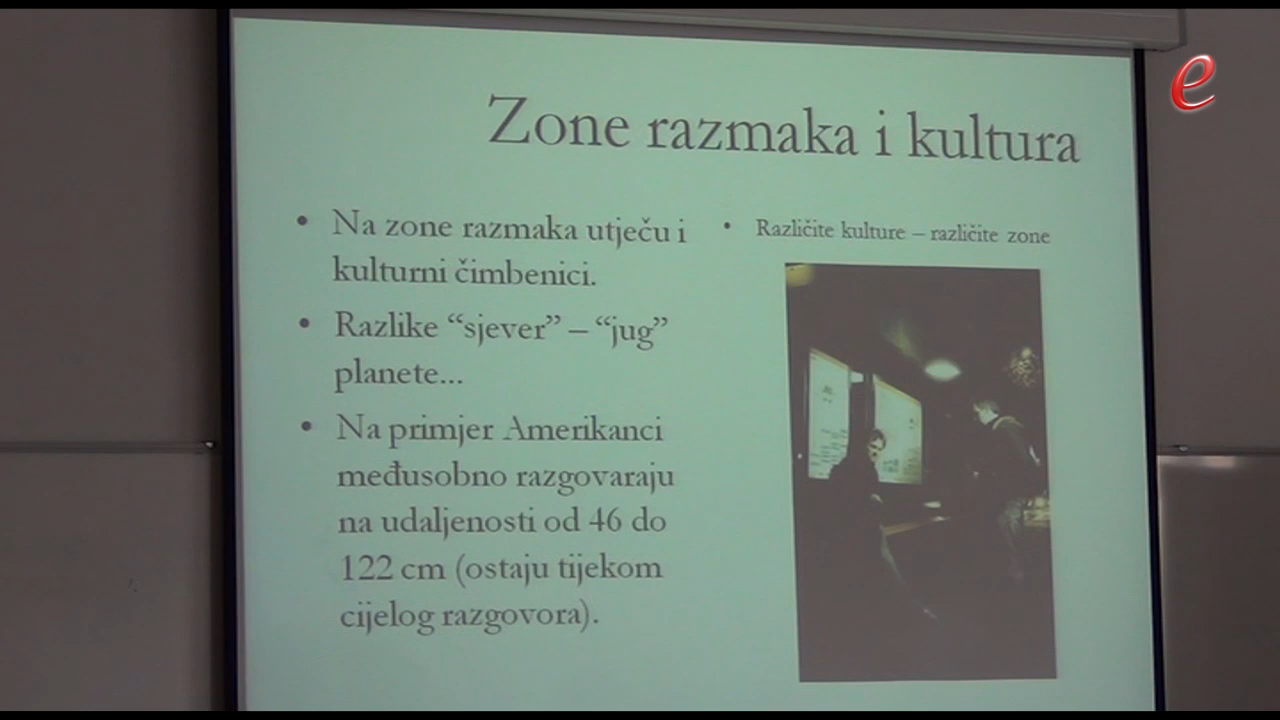 Zone razmaka i kultura
• Na zone razmaka utječu i
kulturni čimbenici.
• Razlike “sjever” – “jug”
planete...
• Na primjer Amerikanci
međusobno razgovaraju
na udaljenosti od 46 do
122 cm (ostaju tijekom
cijelog razgovora).
• Različite kulture – različite zone
e